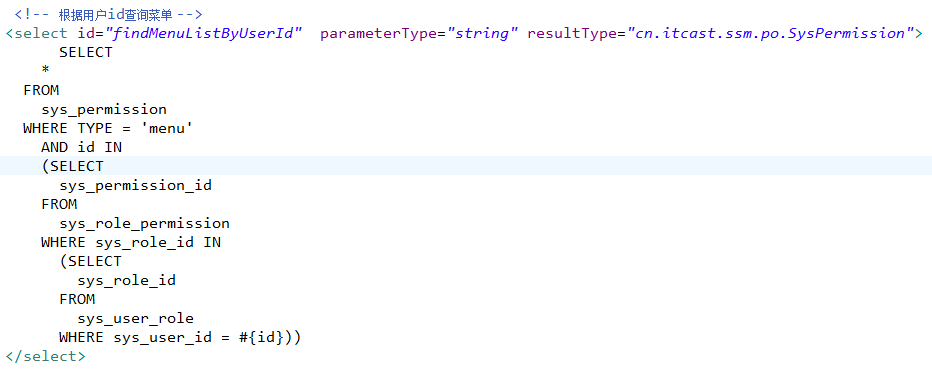 <!-- 根据用户id查询菜单 -->
<select id="findMenuListByUserId"  parameterType="string" resultType="cn.itcast.ssm.po.SysPermission">
SELECT
*
FROM
sys_permission
WHERE TYPE = 'menu'
AND id IN
(SELECT
sys_permission_id
FROM
sys_role_permission
WHERE sys_role_id IN
(SELECT
sys_role_id
FROM
sys_user_role
WHERE sys_user_id = #{id}))
</select>